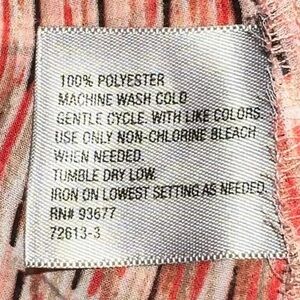 100% POLYESTER
MACHINE WASH COLD
GENTLE CYCLE. WITH LIKE COLORS.
USE ONLY NON-CHLORINE BLEACH
WHEN NEEDED.
TUMBLE DRY LOW.
IRON ON LOWEST SETTING AS NEEDED.
RN# 93677
72613-3